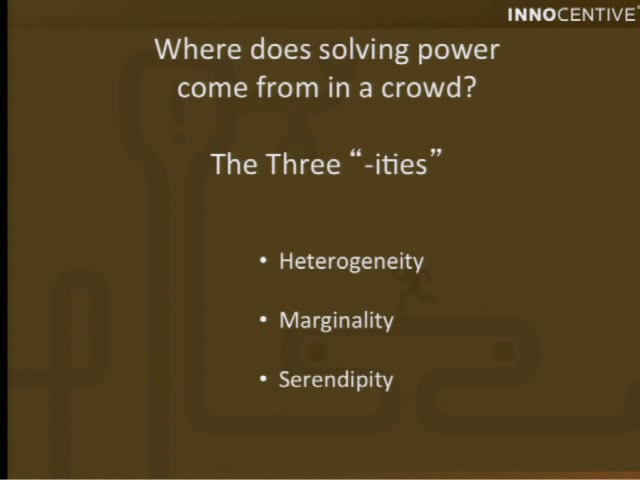 INNOCENTIVE
Where does solving power
come from in a crowd?
The Three “-ities”
• Heterogeneity
• Marginality
• Serendipity